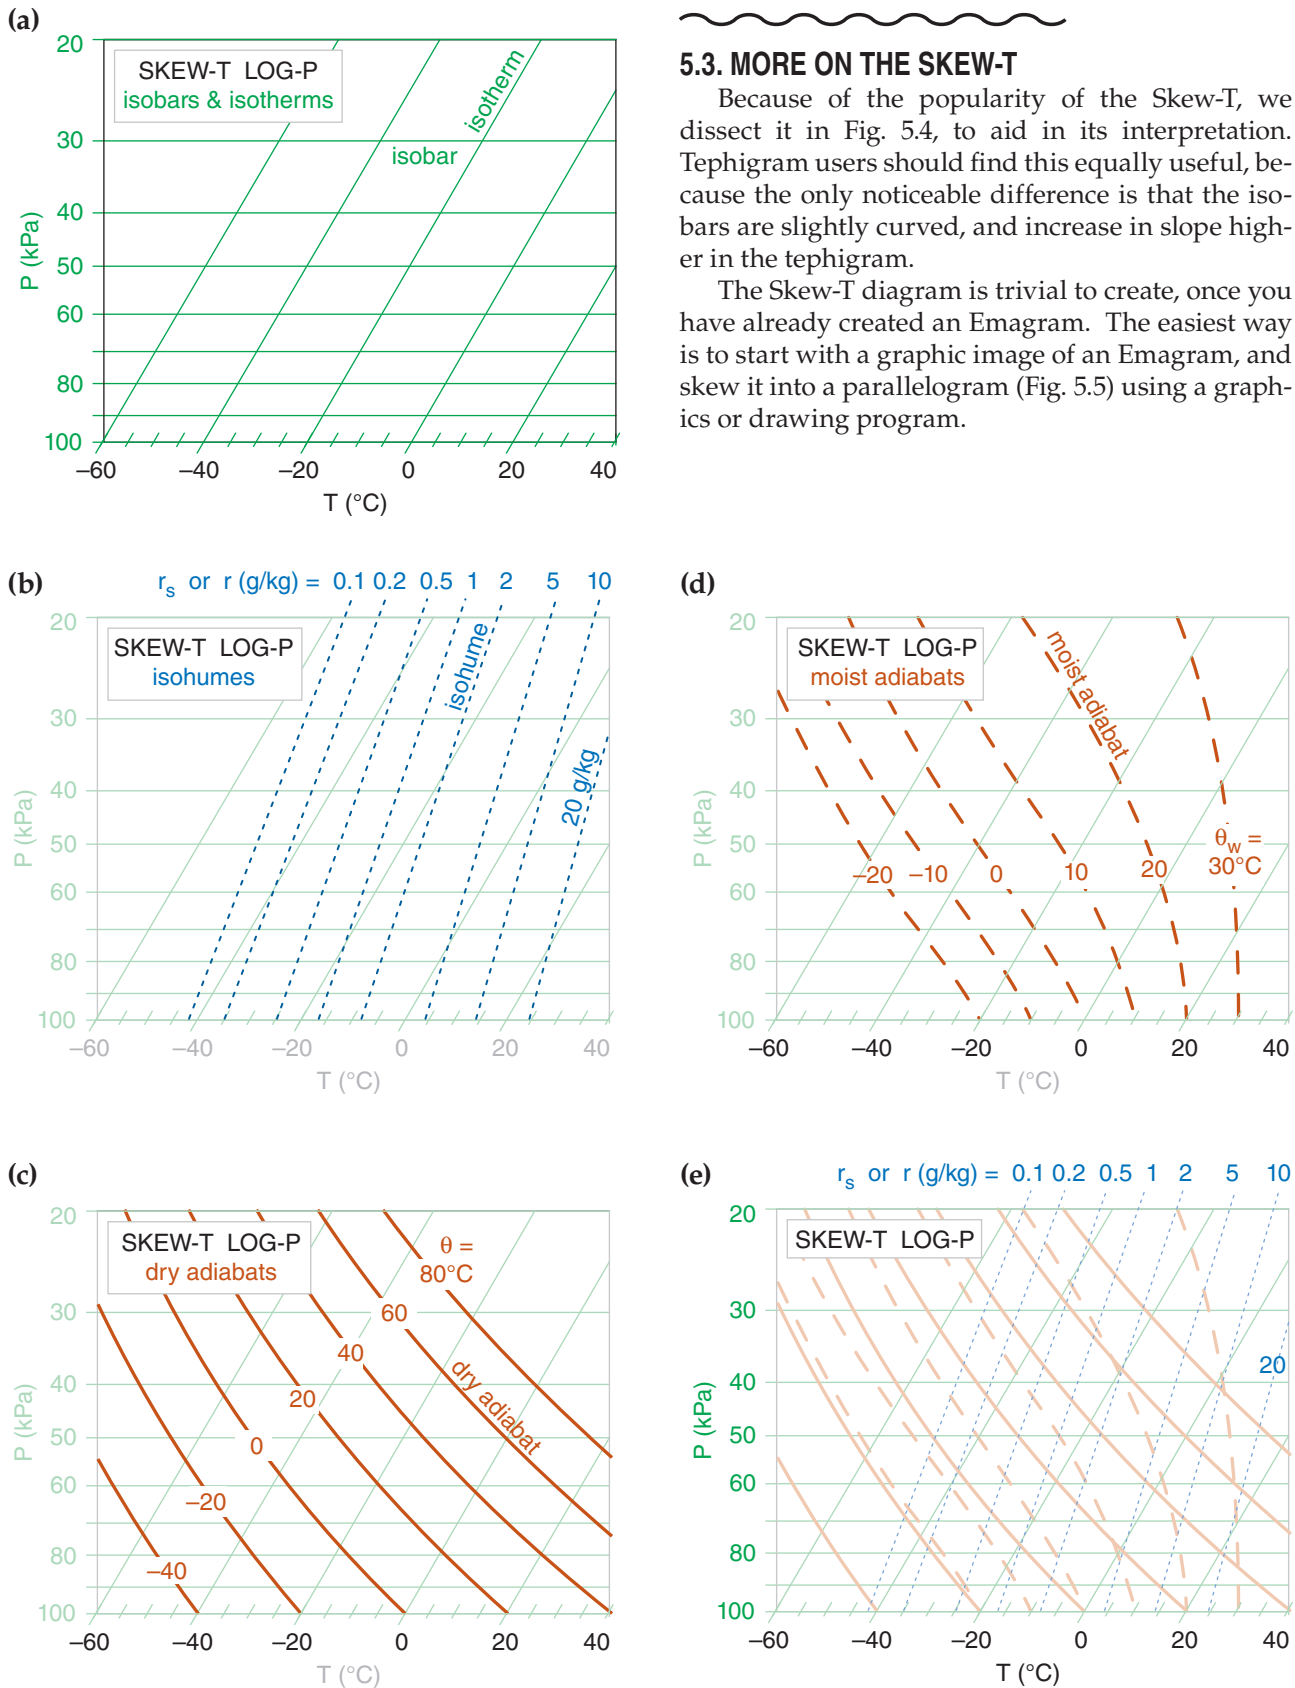 (a)
SKEW-T LOG-P
isobars & isotherms
isotherm
isobar
20
30
40
50
60
80
100
P (kPa)
–60 –40 –20 0 20 40
T (°C)
5.3. MORE ON THE SKEW-T
Because of the popularity of the Skew-T, we
dissect it in Fig. 5.4, to aid in its interpretation.
Tephigram users should find this equally useful, be-
cause the only noticeable difference is that the iso-
bars are slightly curved, and increase in slope high-
er in the tephigram.
The Skew-T diagram is trivial to create, once you
have already created an Emagram. The easiest way
is to start with a graphic image of an Emagram, and
skew it into a parallelogram (Fig. 5.5) using a graph-
ics or drawing program.
(b)
rs or r (g/kg) = 0.1 0.2 0.5 1 2 5 10
SKEW-T LOG-P
isohumes
isohume
20 g/kg
20
30
40
50
60
80
100
P (kPa)
–60 –40 –20 0 20 40
T (°C)
(d)
SKEW-T LOG-P
moist adiabats
moist adiabat
θw =
30°C
–20 –10 0 10 20
20
30
40
50
60
80
100
P (kPa)
–60 –40 –20 0 20 40
T (°C)
(c)
SKEW-T LOG-P
dry adiabats
θ =
80°C
60
40
dry adiabat
20
0
–20
–40
20
30
40
50
60
80
100
P (kPa)
–60 –40 –20 0 20 40
T (°C)
(e)
rs or r (g/kg) = 0.1 0.2 0.5 1 2 5 10
SKEW-T LOG-P
20
20
30
40
50
60
80
100
P (kPa)
–60 –40 –20 0 20 40
T (°C)